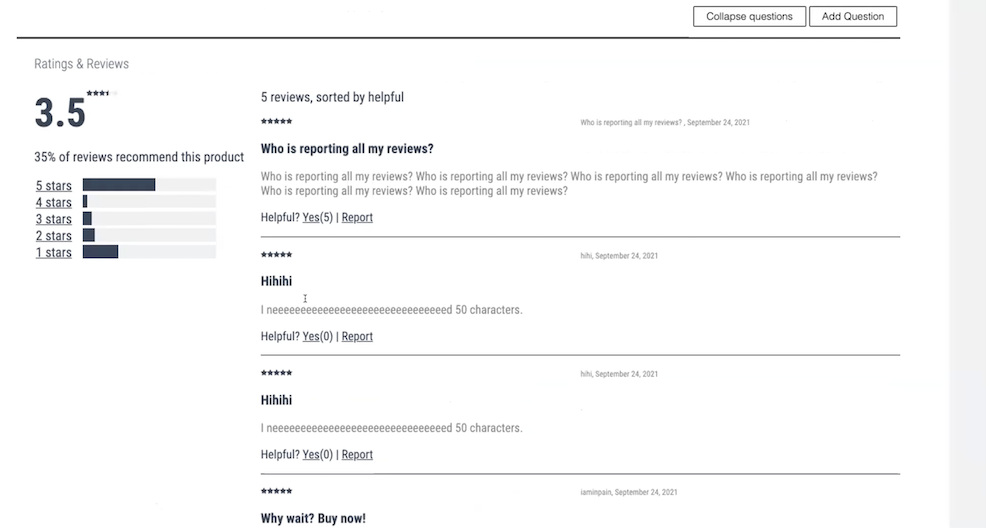 Collapse questions
Add Question
Ratings & Reviews
3.5
35% of reviews recommend this product
5 stars
4 stars
3 stars
2 stars
1 stars
5 reviews, sorted by helpful
Who is reporting all my reviews? , September 24, 2021
Who is reporting all my reviews?
Who is reporting all my reviews? Who is reporting all my reviews? Who is reporting all my reviews? Who is reporting all my reviews?
Who is reporting all my reviews? Who is reporting all my reviews?
Helpful? Yes(5) | Report
hihi, September 24, 2021
Hihihi
I neeeeeeeeeeeeeeeeeeeeeeeeeeeeeeeed 50 characters.
Helpful? Yes(0) | Report
hihi, September 24, 2021
Hihihi
I neeeeeeeeeeeeeeeeeeeeeeeeeeeeeeeed 50 characters.
Helpful? Yes(0) | Report
iaminpain, September 24, 2021
Why wait? Buy now!